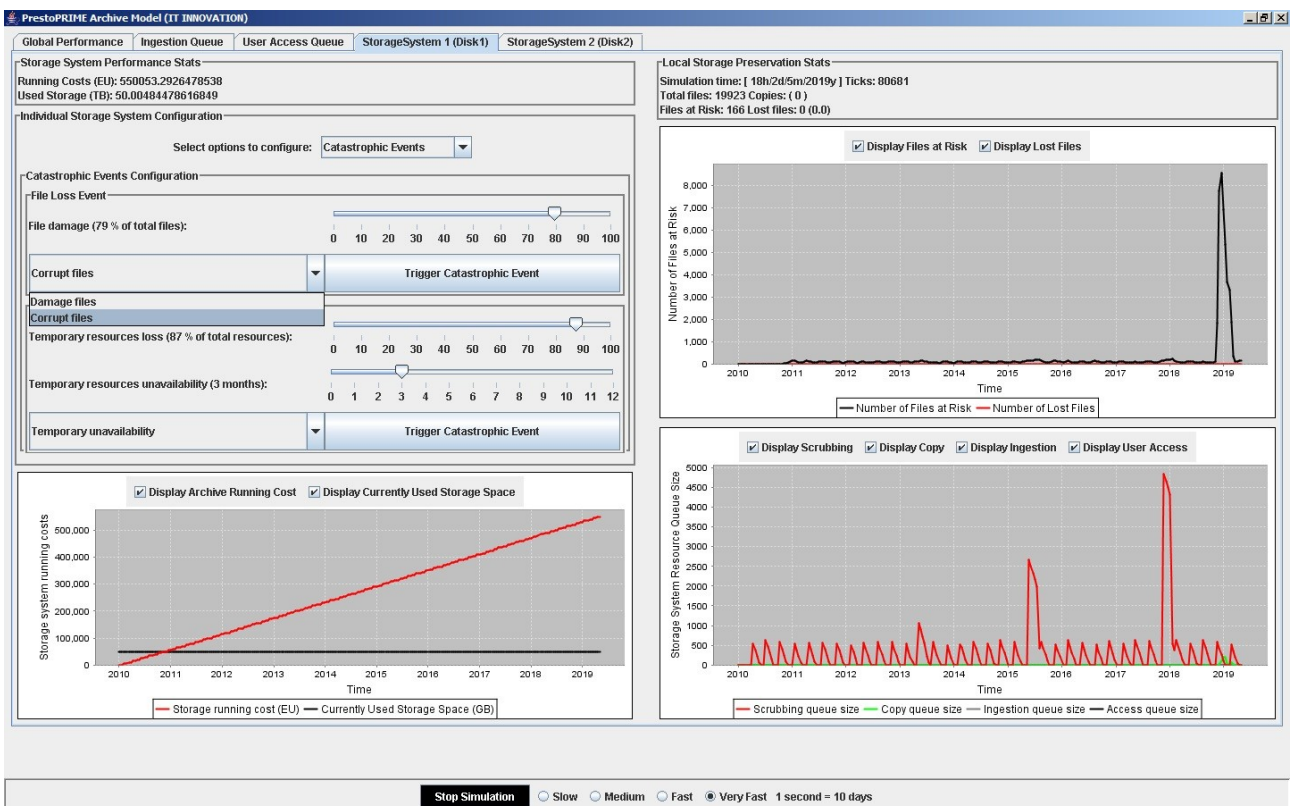 PrestoPRIME Archive Model (IT INNOVATION)
Global Performance Ingestion Queue User Access Queue StorageSystem 1 (Disk1) StorageSystem 2 (Disk2)
Storage System Performance Stats
Running Costs (EU): 550053.2926478538
Used Storage (TB): 50.00484478616849
Individual Storage System Configuration
Select options to configure: Catastrophic Events
Catastrophic Events Configuration
File Loss Event
File damage (79 % of total files):
0 10 20 30 40 50 60 70 80 90 100
Corrupt files Trigger Catastrophic Event
Damage files
Corrupt files
Temporary resources loss (87 % of total resources):
0 10 20 30 40 50 60 70 80 90 100
Temporary resources unavailability (3 months):
0 1 2 3 4 5 6 7 8 9 10 11 12
Temporary unavailability Trigger Catastrophic Event
Display Archive Running Cost Display Currently Used Storage Space
Storage system running costs
500,000
400,000
300,000
200,000
100,000
0
2010 2011 2012 2013 2014 2015 2016 2017 2018 2019
Time
Storage running cost (EU) Currently Used Storage Space (GB)
Local Storage Preservation Stats
Simulation time: [ 18h/2d/5m/2019y ] Ticks: 80681
Total files: 19923 Copies: ( 0 )
Files at Risk: 166 Lost files: 0 (0.0)
Display Files at Risk Display Lost Files
Number of Files at Risk
8,000
7,000
6,000
5,000
4,000
3,000
2,000
1,000
0
2010 2011 2012 2013 2014 2015 2016 2017 2018 2019
Time
Number of Files at Risk Number of Lost Files
Display Scrubbing Display Copy Display Ingestion Display User Access
Storage System Resource Queue Size
5000
4500
4000
3500
3000
2500
2000
1500
1000
500
0
2010 2011 2012 2013 2014 2015 2016 2017 2018 2019
Time
Scrubbing queue size Copy queue size Ingestion queue size Access queue size
Stop Simulation Slow Medium Fast Very Fast 1 second = 10 days